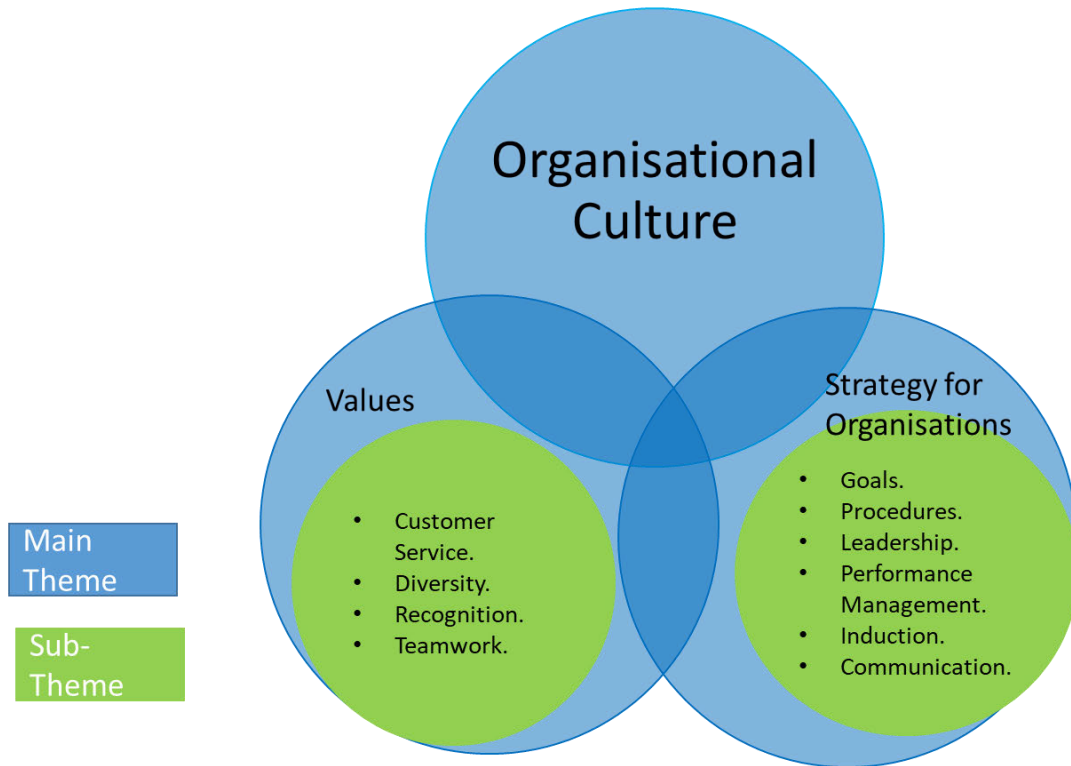 Organisational
Culture
Values
Strategy for
Organisations
• Customer
Service.
• Diversity.
• Recognition.
• Teamwork.
• Goals.
• Procedures.
• Leadership.
• Performance
Management.
• Induction.
• Communication.
Main
Theme
Sub-
Theme